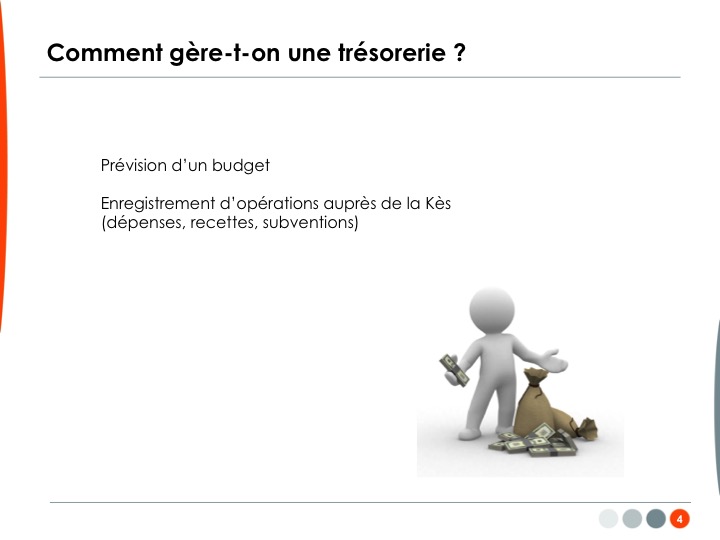 Comment gère-t-on une trésorerie ?
Prévision d’un budget
Enregistrement d’opérations auprès de la Kès
(dépenses, recettes, subventions)
4